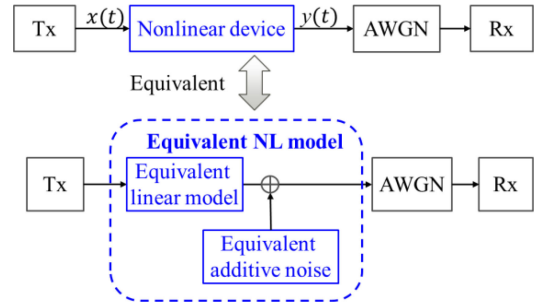 Tx x(t) Nonlinear device y(t) AWGN Rx
Equivalent
Equivalent NL model
Tx Equivalent linear model AWGN Rx
Equivalent additive noise